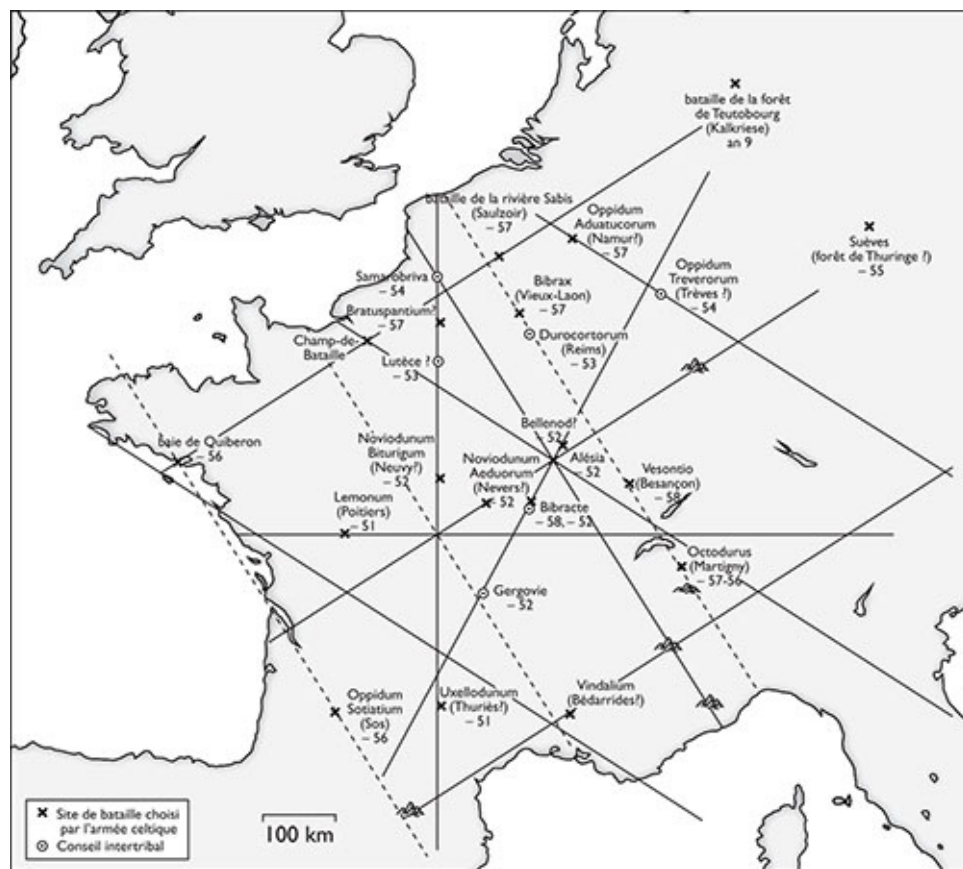 bataille de la forêt
de Teutobourg
(Kalkriese)
an 9
bataille de la rivière Sabis
(Saulzoir)
– 57
Oppidum
Aduatucorum
(Namur?)
– 57
Suèves
(forêt de Thuringe ?)
– 55
Samarobriva
– 54
Oppidum
Treverorum
(Trèves ?)
– 54
Bibrax
(Vieux-Laon)
– 57
Bratuspantium?
– 57
Champ-de-
Bataille
Durocortorum
(Reims)
– 53
Lutèce ?
– 53
Bellenod?
– 52
baie de Quiberon
– 56
Noviodunum
Biturigum
(Neuvy?)
– 52
Noviodunum
Aeduorum
(Nevers?)
– 52
Alésia
– 52
Vesontio
(Besançon)
– 58
Lemonum
(Poitiers)
– 51
Bibracte
– 58, – 52
Octodurus
(Martigny)
– 57-56
Gergovie
– 52
Oppidum
Sotiatium
(Sos)
– 56
Uxellodunum
(Thuriès?)
– 51
Vindalium
(Bédarrides?)
Site de bataille choisi
par l'armée celtique
Conseil intertribal
100 km